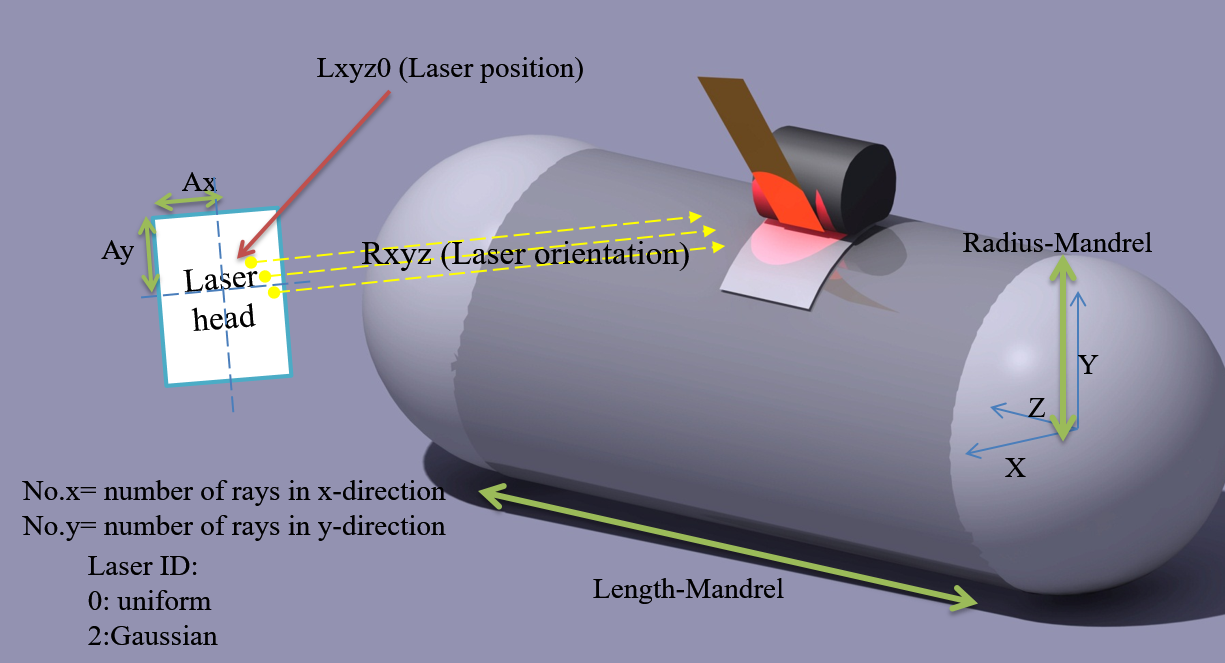 Lxyz0 (Laser position)
Ax
Ay
Laser
head
Rxyz (Laser orientation)
Radius-Mandrel
Y
Z
X
No.x= number of rays in x-direction
No.y= number of rays in y-direction
Laser ID:
0: uniform
2:Gaussian
Length-Mandrel